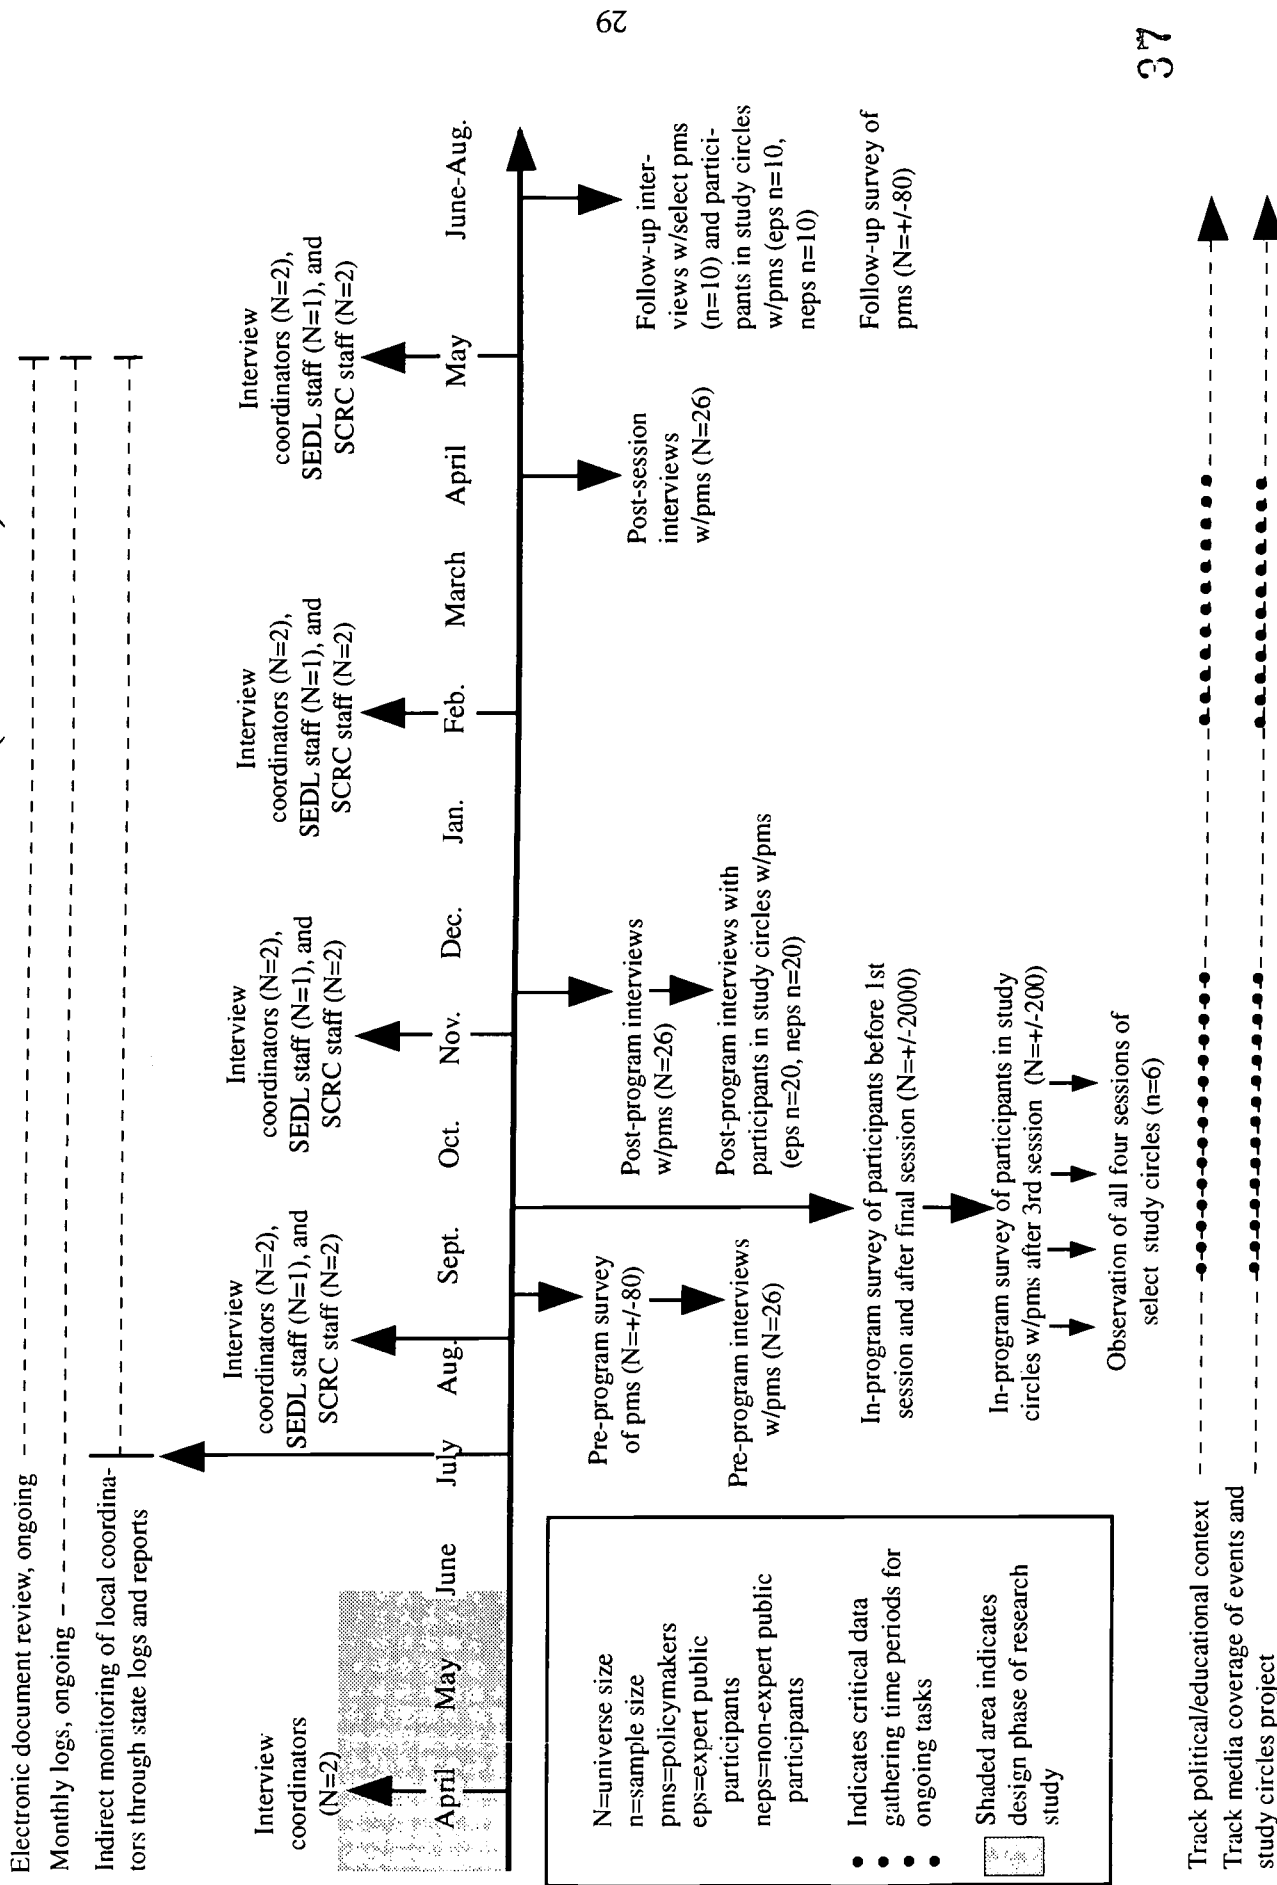 Electronic document review, ongoing
Monthly logs, ongoing
Indirect monitoring of local coordina-
tors through state logs and reports
Interview
coordinators
(N=2)
Interview
coordinators (N=2),
SEDL staff (N=1), and
SCRC staff (N=2)
Interview
coordinators (N=2),
SEDL staff (N=1), and
SCRC staff (N=2)
Interview
coordinators (N=2),
SEDL staff (N=1), and
SCRC staff (N=2)
Interview
coordinators (N=2),
SEDL staff (N=1), and
SCRC staff (N=2)
April May June July Aug. Sept. Oct. Nov. Dec. Jan. Feb. March April May June-Aug.
Pre-program survey
of pms (N=+/-80)
Pre-program interviews
w/pms (N=26)
Post-program interviews
w/pms (N=26)
Post-program interviews with
participants in study circles w/pms
(eps n=20, neps n=20)
In-program survey of participants before 1st
session and after final session (N=+/-2000)
In-program survey of participants in study
circles w/pms after 3rd session (N=+/-200)
Observation of all four sessions of
select study circles (n=6)
Post-session
interviews
w/pms (N=26)
Follow-up inter-
views w/select pms
(n=10) and partici-
pants in study circles
w/pms (eps n=10,
neps n=10)
Follow-up survey of
pms (N=+/-80)
N=universe size
n=sample size
pms=policymakers
eps=expert public
participants
neps=non-expert public
participants
Indicates critical data
gathering time periods for
ongoing tasks
Shaded area indicates
design phase of research
study
Track political/educational context
Track media coverage of events and
study circles project
29
37